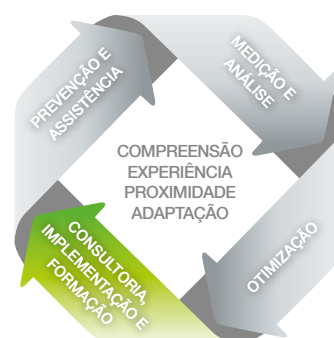 PREVENÇÃO E
ASSISTÊNCIA
MEDIÇÃO E
ANÁLISE
COMPREENSÃO
EXPERIÊNCIA
PROXIMIDADE
ADAPTAÇÃO
CONSULTORIA,
IMPLEMENTAÇÃO E
FORMAÇÃO
OTIMIZAÇÃO